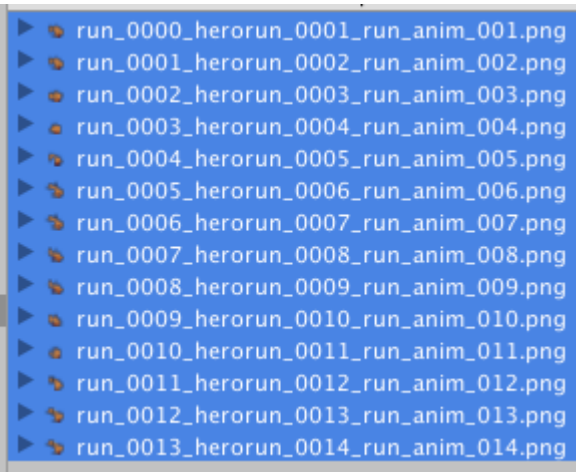 run_0000_herorun_0001_run_anim_001.png
run_0001_herorun_0002_run_anim_002.png
run_0002_herorun_0003_run_anim_003.png
run_0003_herorun_0004_run_anim_004.png
run_0004_herorun_0005_run_anim_005.png
run_0005_herorun_0006_run_anim_006.png
run_0006_herorun_0007_run_anim_007.png
run_0007_herorun_0008_run_anim_008.png
run_0008_herorun_0009_run_anim_009.png
run_0009_herorun_0010_run_anim_010.png
run_0010_herorun_0011_run_anim_011.png
run_0011_herorun_0012_run_anim_012.png
run_0012_herorun_0013_run_anim_013.png
run_0013_herorun_0014_run_anim_014.png